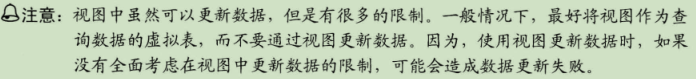 注意：视图中虽然可以更新数据，但是有很多的限制。一般情况下，最好将视图作为查
询数据的虚拟表，而不要通过视图更新数据。因为，使用视图更新数据时，如果
没有全面考虑在视图中更新数据的限制，可能会造成数据更新失败。